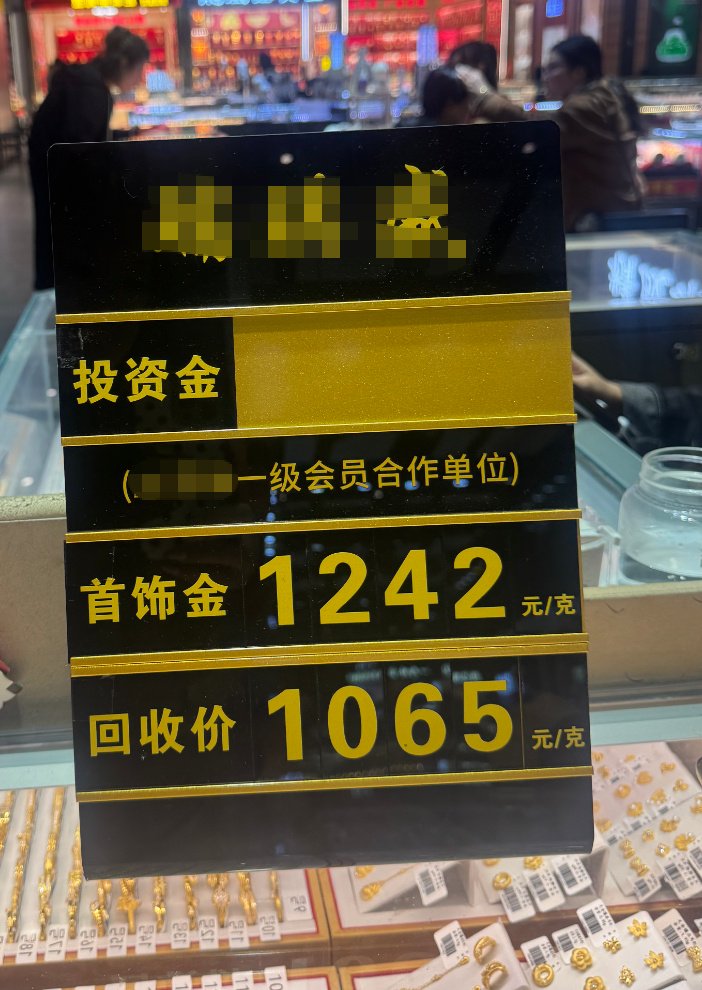 投资金
(一级会员合作单位)
首饰金 1242 元/克
回收价 1065 元/克